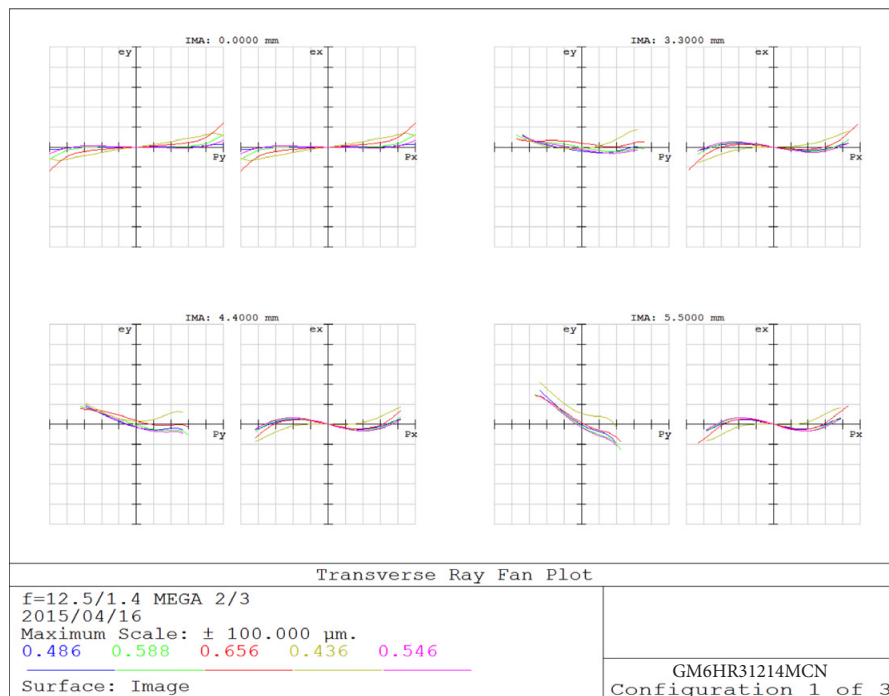 IMA: 0.0000 mm
ey
ex
Py
Px
IMA: 3.3000 mm
ey
ex
Py
Px
IMA: 4.4000 mm
ey
ex
Py
Px
IMA: 5.5000 mm
ey
ex
Py
Px
Transverse Ray Fan Plot
f=12.5/1.4 MEGA 2/3
2015/04/16
Maximum Scale: ± 100.000 µm.
0.486 0.588 0.656 0.436 0.546
Surface: Image
GM6HR31214MCN
Configuration 1 of 3